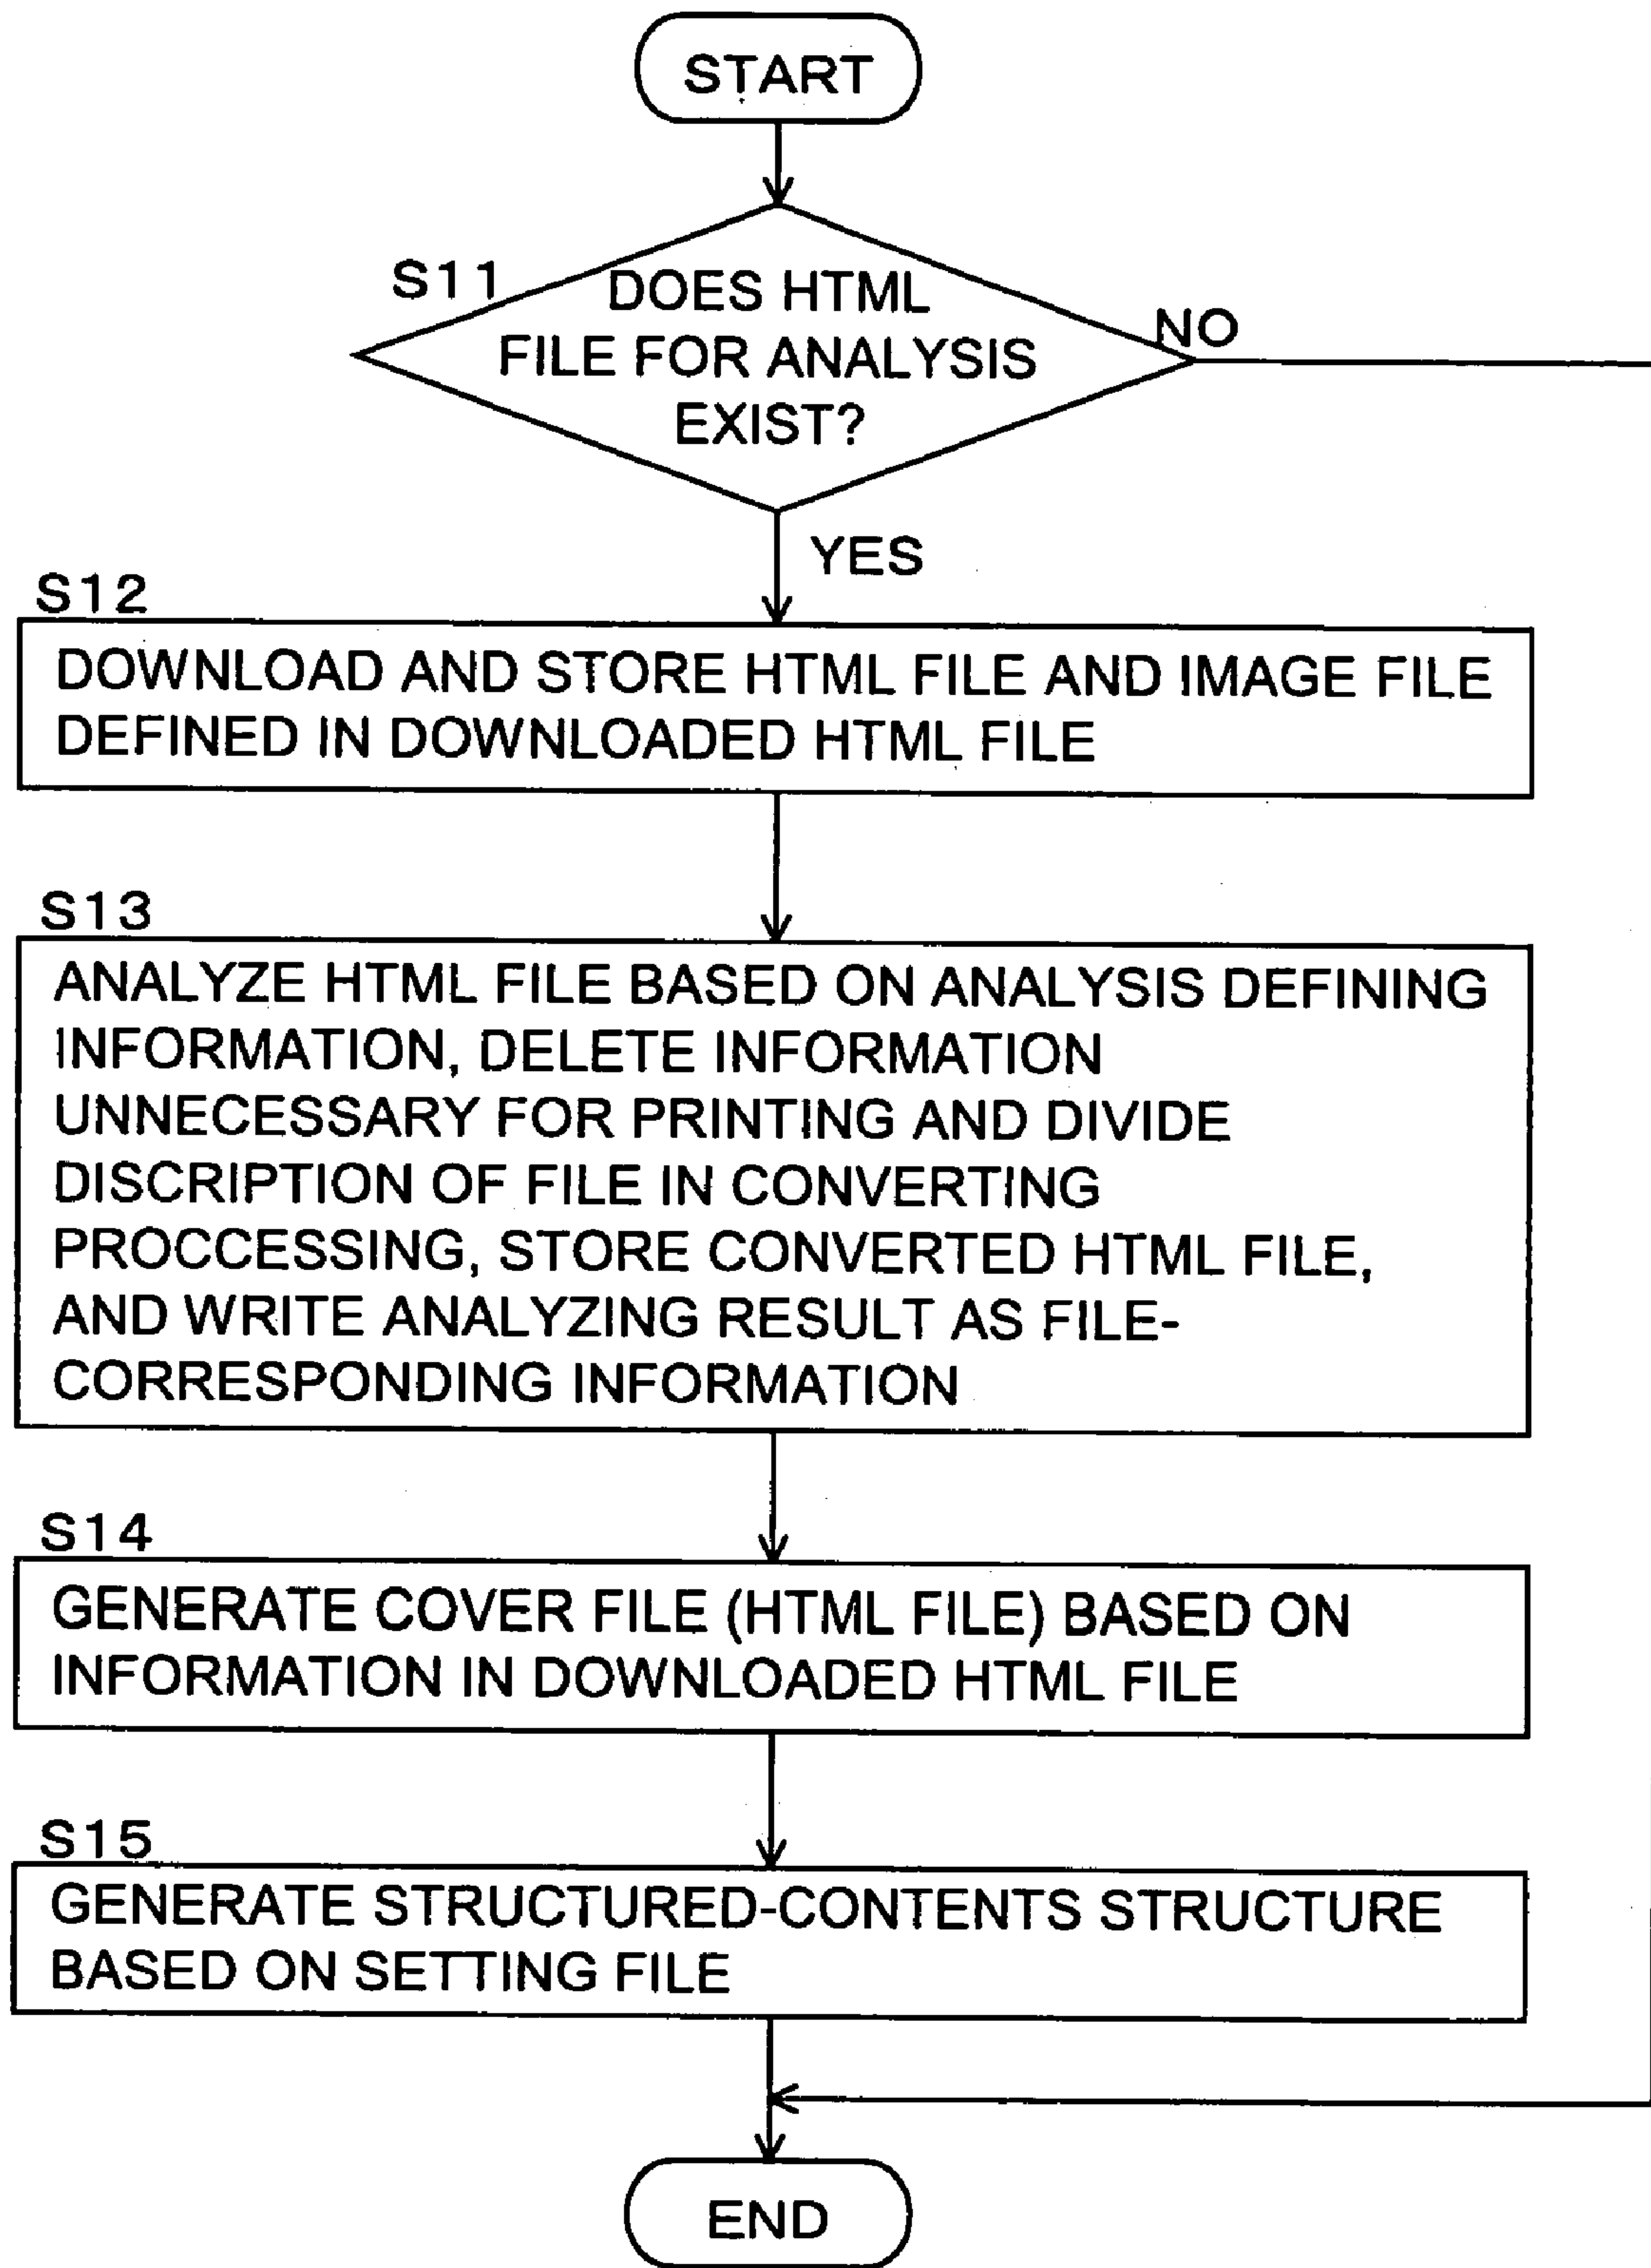 START
S11
DOES HTML
FILE FOR ANALYSIS
EXIST?
NO
YES
S12
DOWNLOAD AND STORE HTML FILE AND IMAGE FILE
DEFINED IN DOWNLOADED HTML FILE
S13
ANALYZE HTML FILE BASED ON ANALYSIS DEFINING
INFORMATION, DELETE INFORMATION
UNNECESSARY FOR PRINTING AND DIVIDE
DISCRIPTION OF FILE IN CONVERTING
PROCCESSING, STORE CONVERTED HTML FILE,
AND WRITE ANALYZING RESULT AS FILE-
CORRESPONDING INFORMATION
S14
GENERATE COVER FILE (HTML FILE) BASED ON
INFORMATION IN DOWNLOADED HTML FILE
S15
GENERATE STRUCTURED-CONTENTS STRUCTURE
BASED ON SETTING FILE
END